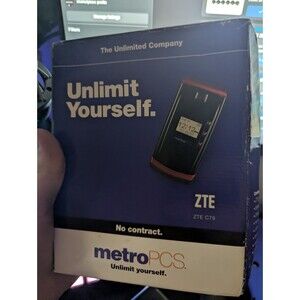 The Unlimited Company
Unlimit
Yourself.
ZTE
ZTE C79
No contract.
metroPCS.
Unlimit yourself.